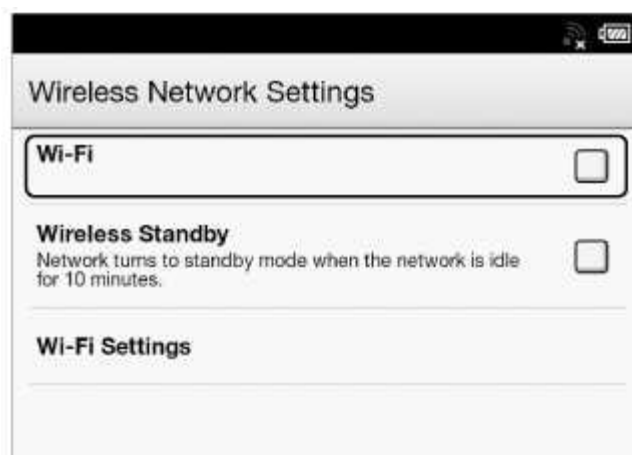 Wireless Network Settings
Wi-Fi
Wireless Standby
Network turns to standby mode when the network is idle
for 10 minutes.
Wi-Fi Settings